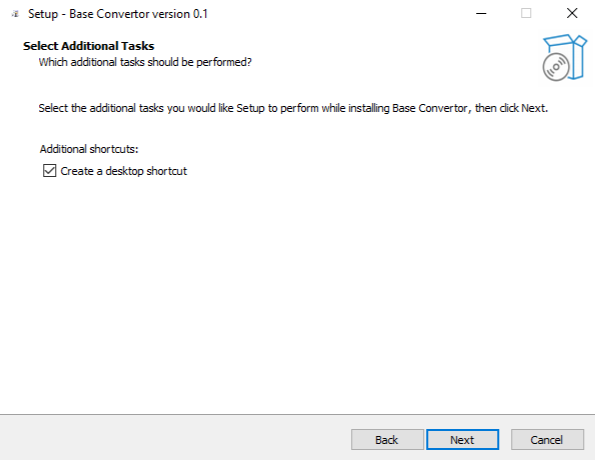 Setup - Base Convertor version 0.1
Select Additional Tasks
Which additional tasks should be performed?
Select the additional tasks you would like Setup to perform while installing Base Convertor, then click Next.
Additional shortcuts:
Create a desktop shortcut
Back Next Cancel